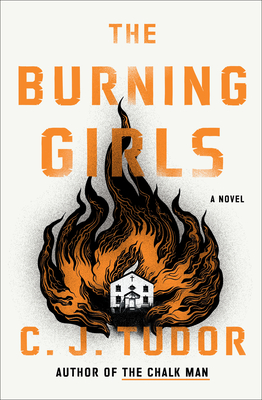 THE
BURNING
GIRLS
A NOVEL
C. J. TUDOR
AUTHOR OF THE CHALK MAN